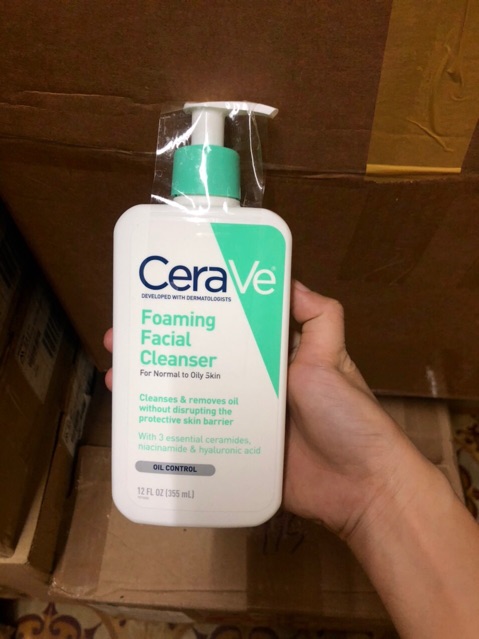 CeraVe
DEVELOPED WITH DERMATOLOGISTS
Foaming
Facial
Cleanser
For Normal to Oily Skin
Cleanses & removes oil
without disrupting the
protective skin barrier
With 3 essential ceramides,
niacinamide & hyaluronic acid
OIL CONTROL
12 FL OZ (355 mL)